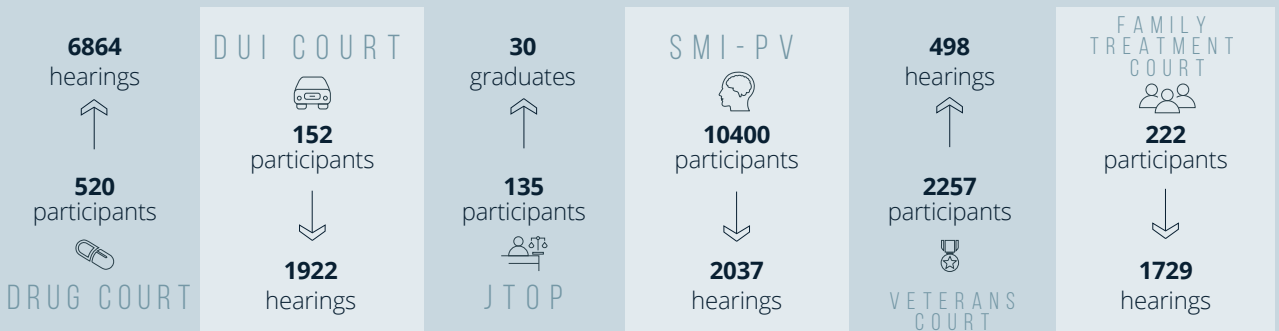 6864
hearings
520
participants
DRUG COURT
DUI COURT
152
participants
1922
hearings
30
graduates
135
participants
JTOP
SMI-PV
10400
participants
2037
hearings
498
hearings
2257
participants
VETERANS
COURT
FAMILY
TREATMENT
COURT
222
participants
1729
hearings